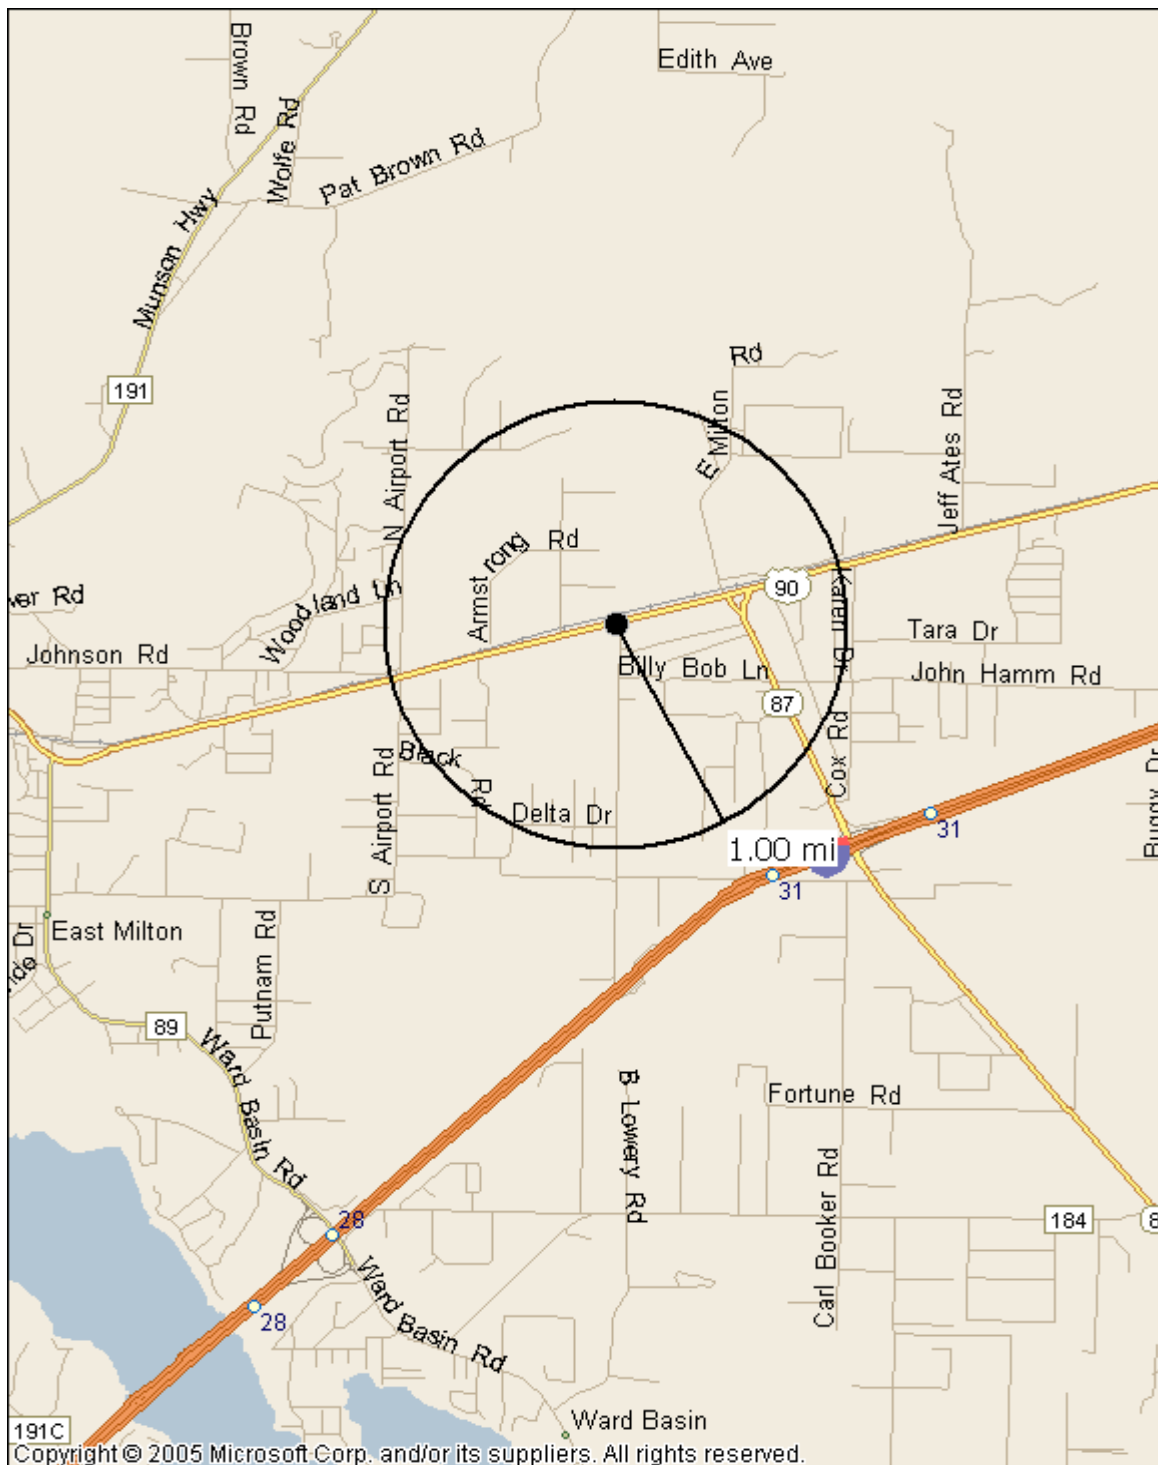 Brown Rd
Edith Ave
Wolfe Rd
Pat Brown Rd
Munson Hwy
Rd
191
E Milton
N Airport Rd
Jeff Ates Rd
Armstrong Rd
90
Karan Dr
Woodland Ln
ver Rd
Tara Dr
Johnson Rd
Billy Bob Ln
John Hamm Rd
87
Cox Rd
Black Rd
S Airport Rd
Delta Dr
Buggy Dr
31
1.00 mi
31
East Milton
Putnam Rd
89
Ward Basin Rd
B Lowery Rd
Fortune Rd
Carl Booker Rd
28
184
8
28
Ward Basin Rd
Ward Basin
191C
Copyright © 2005 Microsoft Corp. and/or its suppliers. All rights reserved.